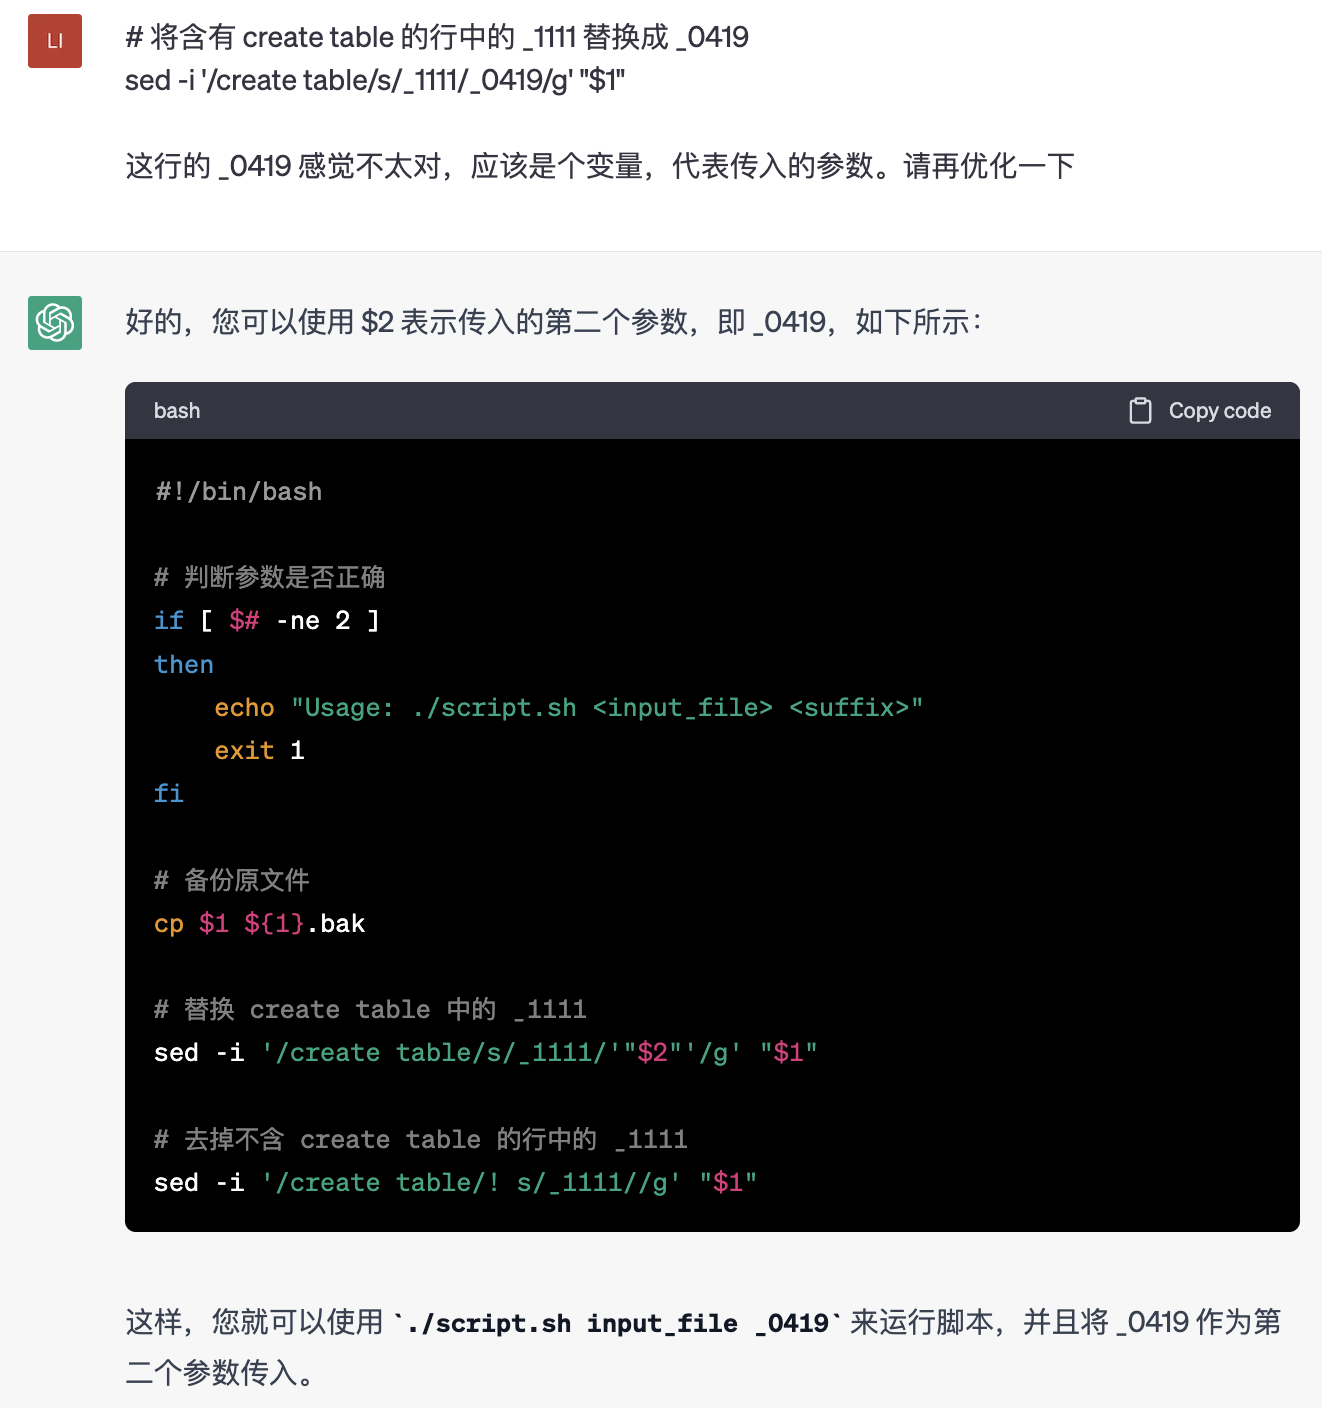 LI
# 将含有 create table 的行中的 _1111 替换成 _0419
sed -i '/create table/s/_1111/_0419/g' "$1"
这行的 _0419 感觉不太对，应该是个变量，代表传入的参数。请再优化一下
好的，您可以使用 $2 表示传入的第二个参数，即 _0419，如下所示：
bash
Copy code
#!/bin/bash
# 判断参数是否正确
if [ $# -ne 2 ]
then
    echo "Usage: ./script.sh <input_file> <suffix>"
    exit 1
fi
# 备份原文件
cp $1 ${1}.bak
# 替换 create table 中的 _1111
sed -i '/create table/s/_1111/'"$2"'/g' "$1"
# 去掉不含 create table 的行中的 _1111
sed -i '/create table/! s/_1111//g' "$1"
这样，您就可以使用 `./script.sh input_file _0419` 来运行脚本，并且将 _0419 作为第
二个参数传入。